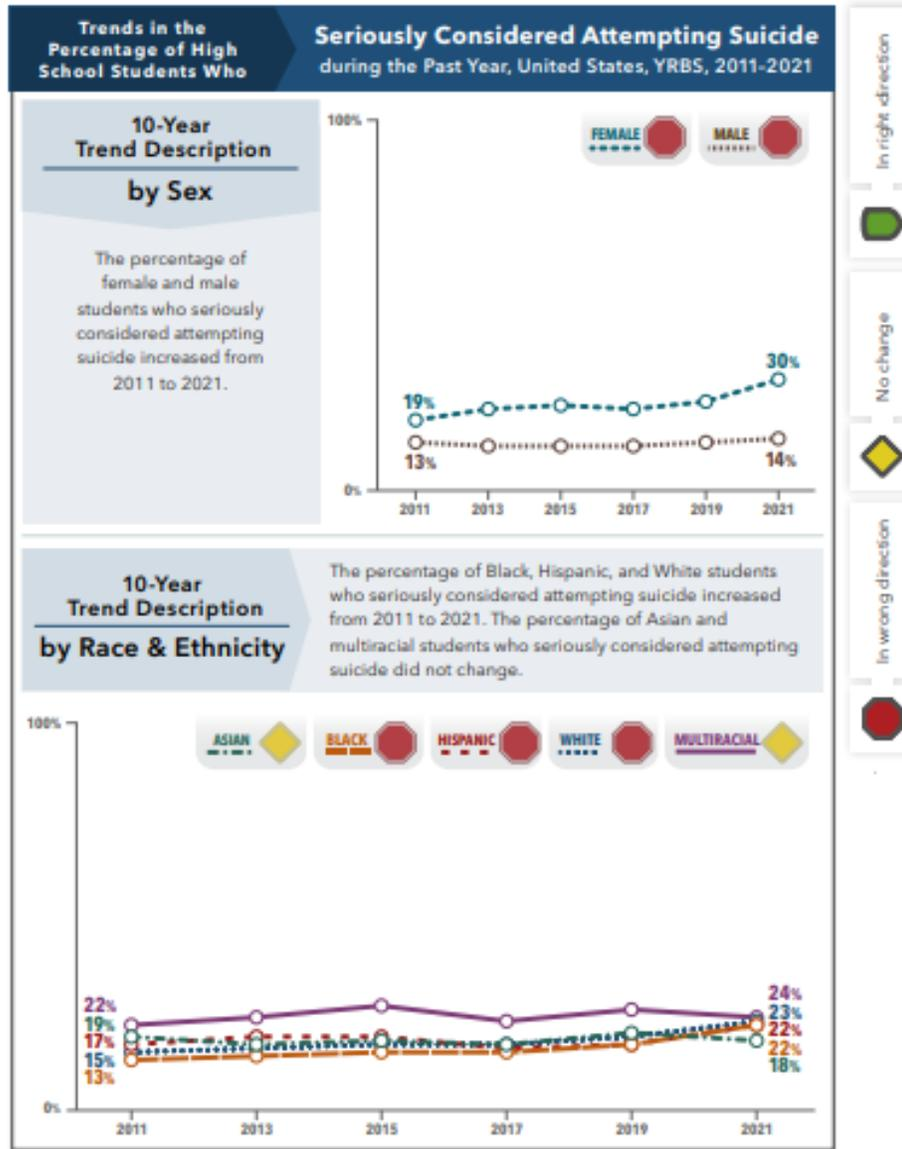 Trends in the
Percentage of High
School Students Who
Seriously Considered Attempting Suicide
during the Past Year, United States, YRBS, 2011-2021
10-Year
Trend Description
by Sex
The percentage of
female and male
students who seriously
considered attempting
suicide increased from
2011 to 2021.
100%
FEMALE
MALE
30%
19%
13%
14%
0%
2011 2013 2015 2017 2019 2021
10-Year
Trend Description
by Race & Ethnicity
The percentage of Black, Hispanic, and White students
who seriously considered attempting suicide increased
from 2011 to 2021. The percentage of Asian and
multiracial students who seriously considered attempting
suicide did not change.
100%
ASIAN
BLACK
HISPANIC
WHITE
MULTIRACIAL
22%
19%
17%
15%
13%
24%
23%
22%
22%
18%
0%
2011 2013 2015 2017 2019 2021
In right direction
No change
In wrong direction